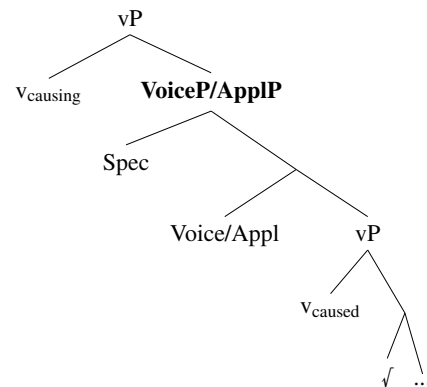 vP
v_causing VoiceP/ApplP
Spec
Voice/Appl vP
v_caused
√ ..